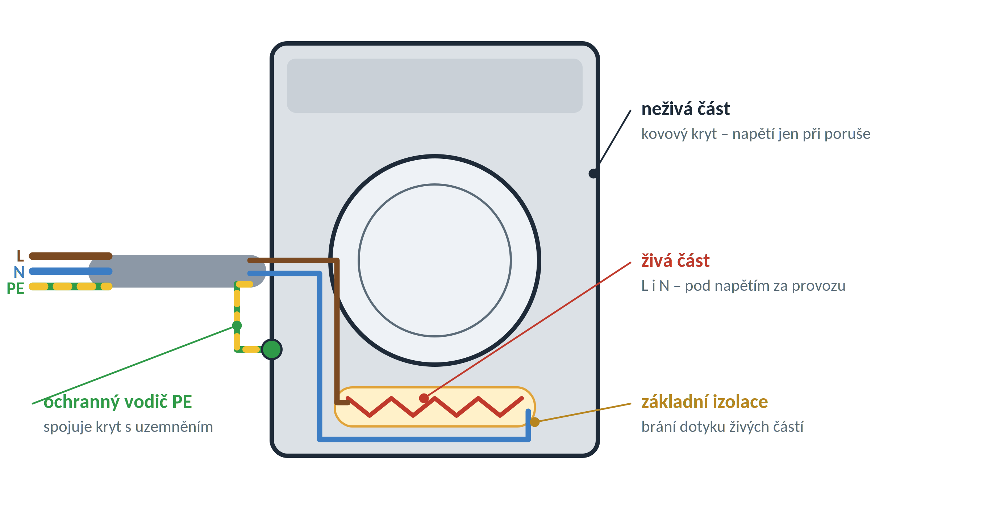 neživá část
kovový kryt – napětí jen při poruše
L
N
PE
živá část
L i N – pod napětím za provozu
ochranný vodič PE
spojuje kryt s uzemněním
základní izolace
brání dotyku živých částí